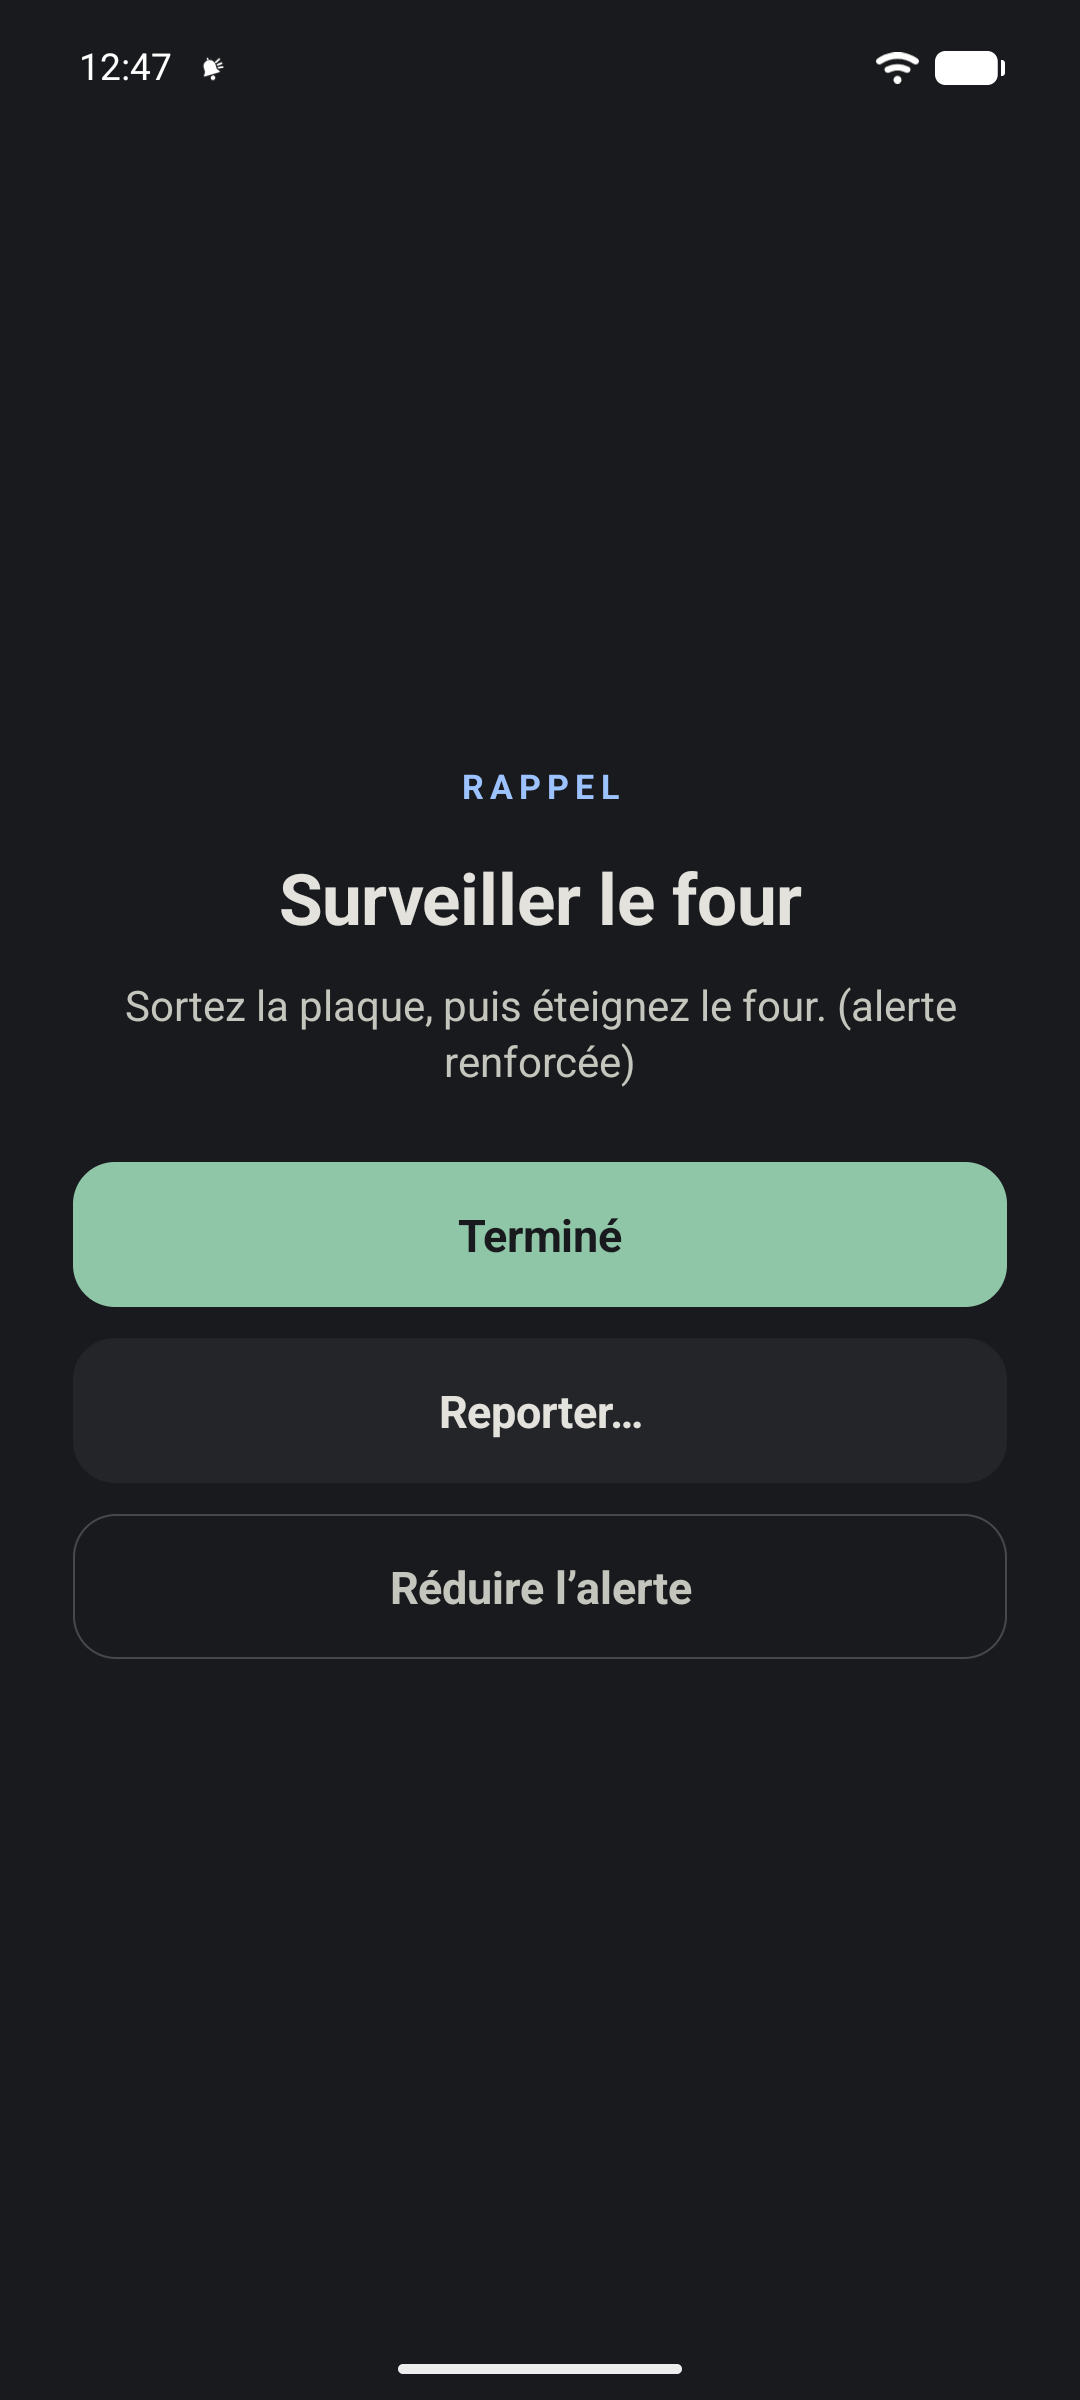 12:47
RAPPEL
Surveiller le four
Sortez la plaque, puis éteignez le four. (alerte
renforcée)
Terminé
Reporter…
Réduire l’alerte